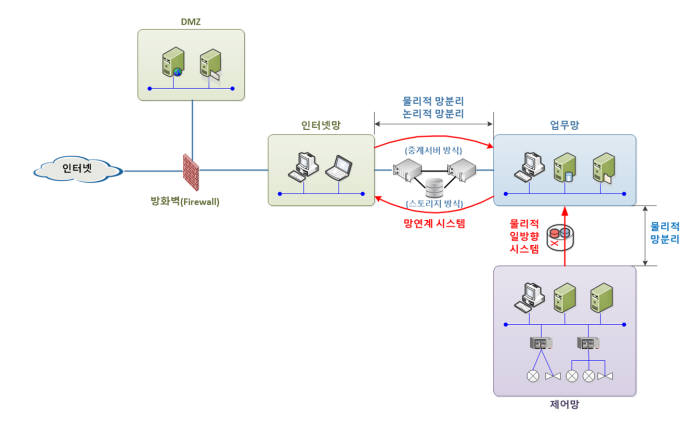 DMZ
물리적 망분리
논리적 망분리
인터넷망
업무망
(중계서버 방식)
인터넷
방화벽(Firewall)
(스토리지 방식)
망연계 시스템
물리적
일방향
시스템
물리적
망분리
X
제어망